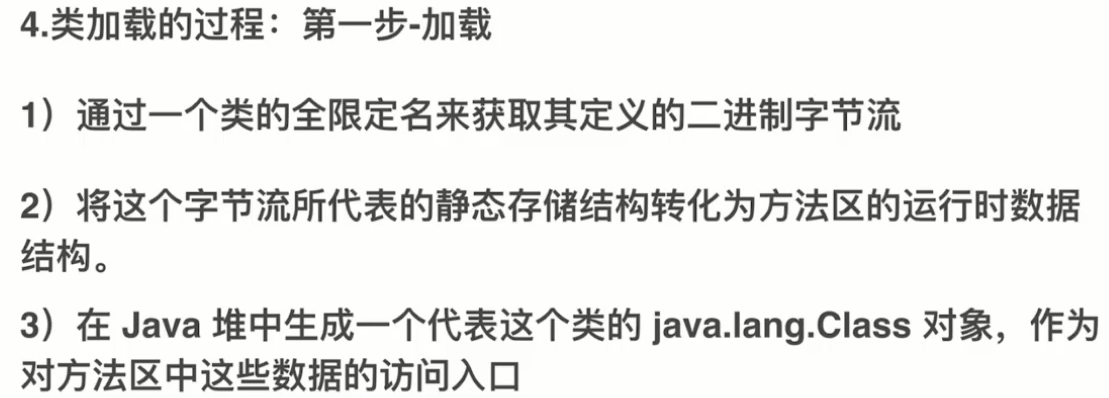 4.类加载的过程：第一步-加载
1）通过一个类的全限定名来获取其定义的二进制字节流
2）将这个字节流所代表的静态存储结构转化为方法区的运行时数据
结构。
3）在 Java 堆中生成一个代表这个类的 java.lang.Class 对象，作为
对方法区中这些数据的访问入口